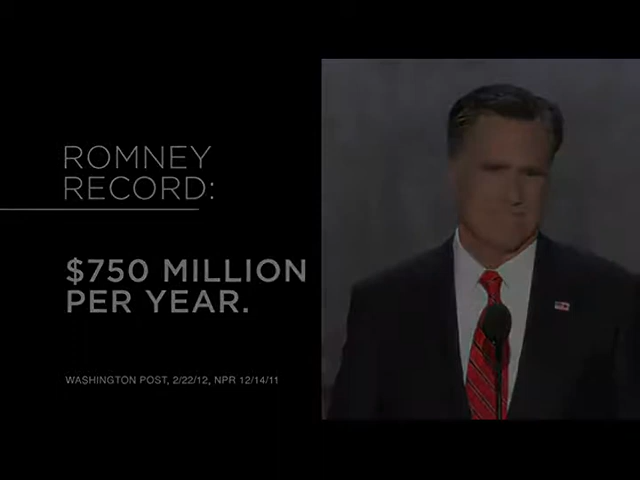 ROMNEY
RECORD:
$750 MILLION
PER YEAR.
WASHINGTON POST, 2/22/12, NPR 12/14/11